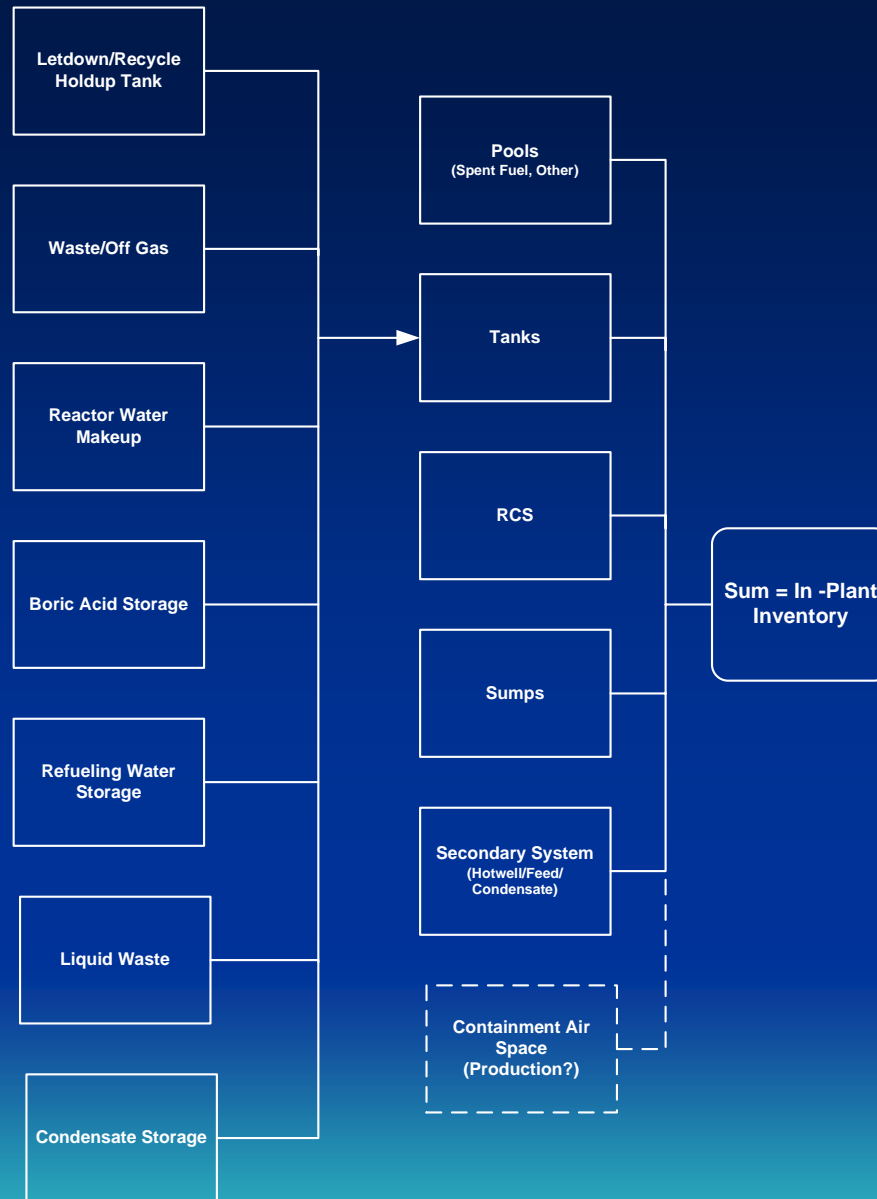 Letdown/Recycle
Holdup Tank
Waste/Off Gas
Reactor Water
Makeup
Boric Acid Storage
Refueling Water
Storage
Liquid Waste
Condensate Storage
Pools
(Spent Fuel, Other)
Tanks
RCS
Sumps
Secondary System
(Hotwell/Feed/
Condensate)
Containment Air
Space
(Production?)
Sum = In -Plant
Inventory